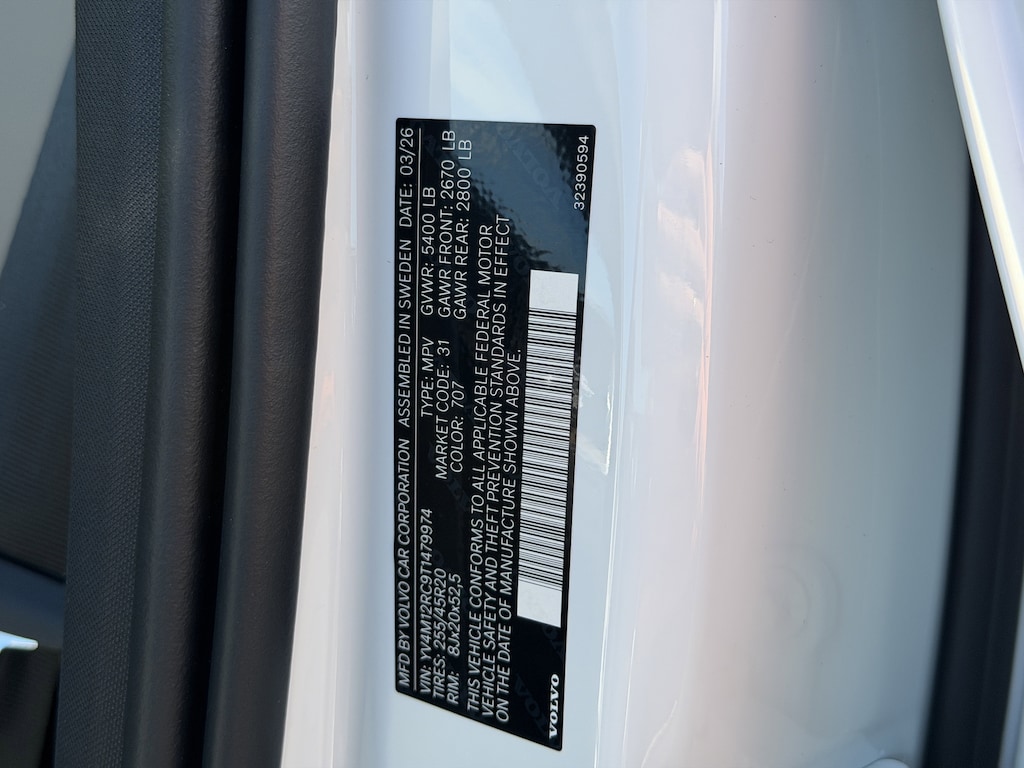 MFD BY VOLVO CAR CORPORATION ASSEMBLED IN SWEDEN DATE: 03/26
VIN: YV4M12RC9T1479974 TYPE: MPV GVWR: 5400 LB
TIRES: 255/45R20 MARKET CODE: 31 GAWR FRONT: 2670 LB
RIM: 8Jx20x52,5 COLOR: 707 GAWR REAR: 2800 LB
THIS VEHICLE CONFORMS TO ALL APPLICABLE FEDERAL MOTOR
VEHICLE SAFETY AND THEFT PREVENTION STANDARDS IN EFFECT
ON THE DATE OF MANUFACTURE SHOWN ABOVE.
VOLVO 32390594